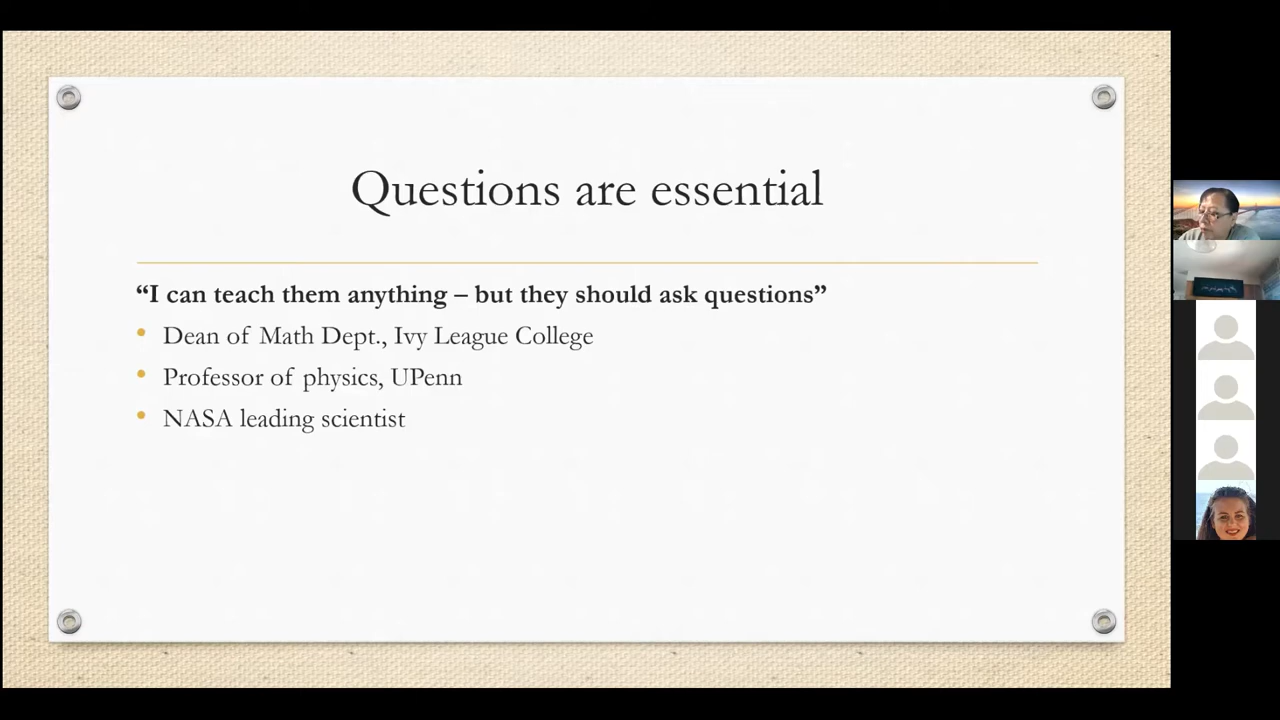 Questions are essential
“I can teach them anything – but they should ask questions”
• Dean of Math Dept., Ivy League College
• Professor of physics, UPenn
• NASA leading scientist